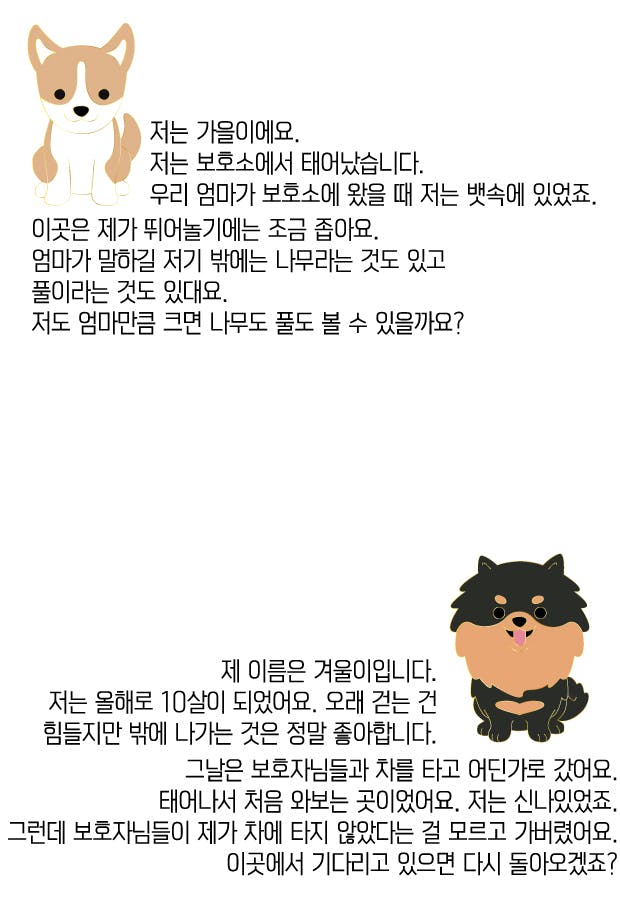 저는 가을이에요.
저는 보호소에서 태어났습니다.
우리 엄마가 보호소에 왔을 때 저는 뱃속에 있었죠.
이곳은 제가 뛰어놀기에는 조금 좁아요.
엄마가 말하길 저기 밖에는 나무라는 것도 있고
풀이라는 것도 있대요.
저도 엄마만큼 크면 나무도 풀도 볼 수 있을까요?
제 이름은 겨울이입니다.
저는 올해로 10살이 되었어요. 오래 걷는 건
힘들지만 밖에 나가는 것은 정말 좋아합니다.
그날은 보호자님들과 차를 타고 어딘가로 갔어요.
태어나서 처음 와보는 곳이었어요. 저는 신나있었죠.
그런데 보호자님들이 제가 차에 타지 않았다는 걸 모르고 가버렸어요.
이곳에서 기다리고 있으면 다시 돌아오겠죠?